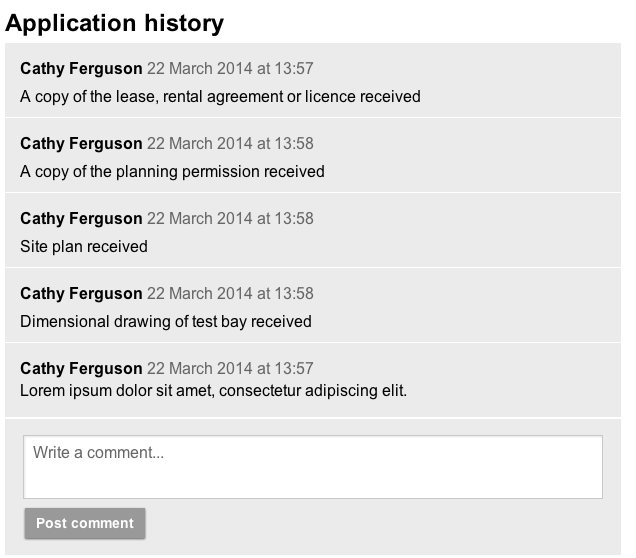 Application history
Cathy Ferguson 22 March 2014 at 13:57
A copy of the lease, rental agreement or licence received
Cathy Ferguson 22 March 2014 at 13:58
A copy of the planning permission received
Cathy Ferguson 22 March 2014 at 13:58
Site plan received
Cathy Ferguson 22 March 2014 at 13:58
Dimensional drawing of test bay received
Cathy Ferguson 22 March 2014 at 13:57
Lorem ipsum dolor sit amet, consectetur adipiscing elit.
Write a comment...
Post comment